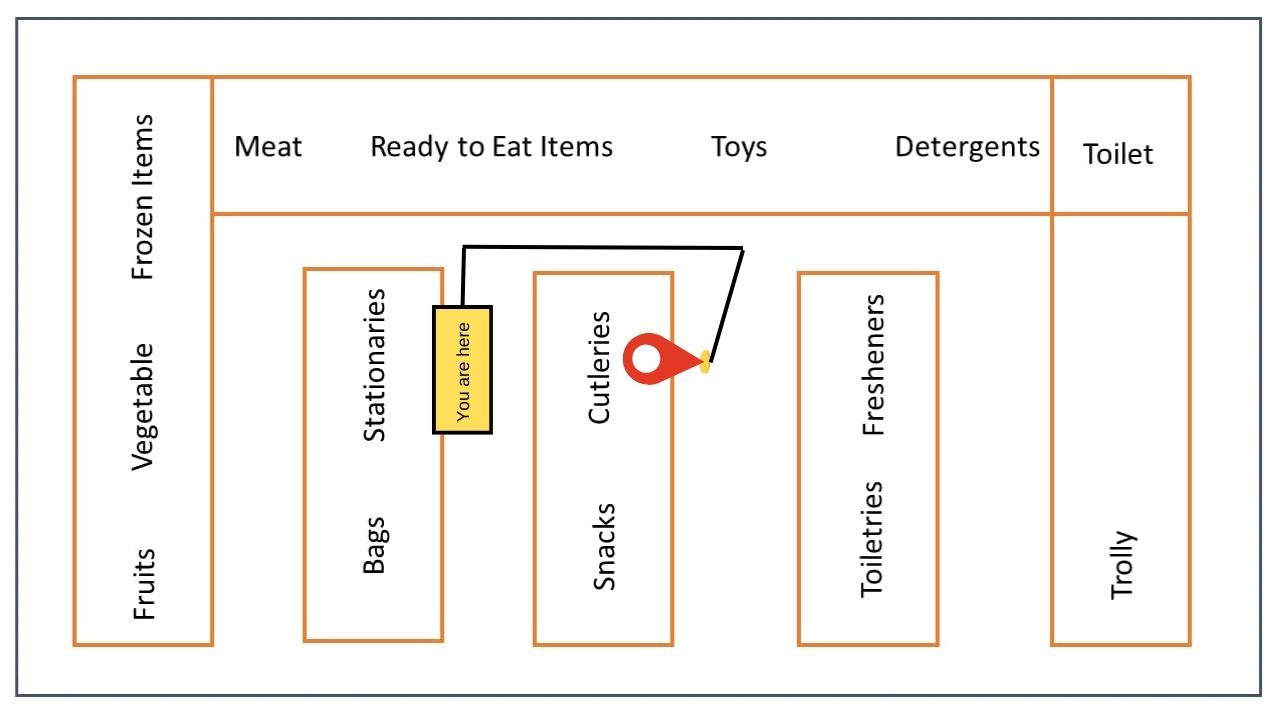 Meat
Ready to Eat Items
Toys
Detergents
Toilet
Frozen Items
Vegetable
Fruits
Stationaries
Bags
You are here
Cutleries
Snacks
Fresheners
Toiletries
Trolly